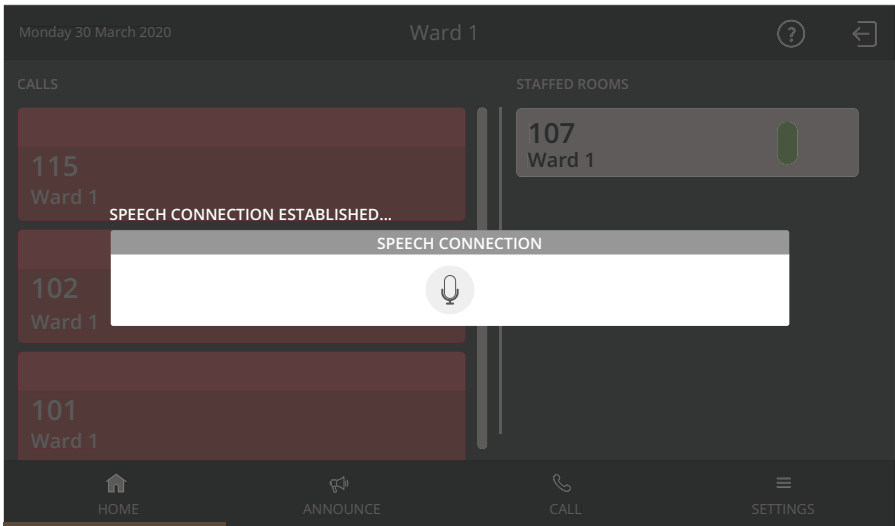 Monday 30 March 2020
Ward 1
?
CALLS
STAFFED ROOMS
115
Ward 1
107
Ward 1
SPEECH CONNECTION ESTABLISHED...
SPEECH CONNECTION
102
Ward 1
101
Ward 1
HOME
ANNOUNCE
CALL
SETTINGS